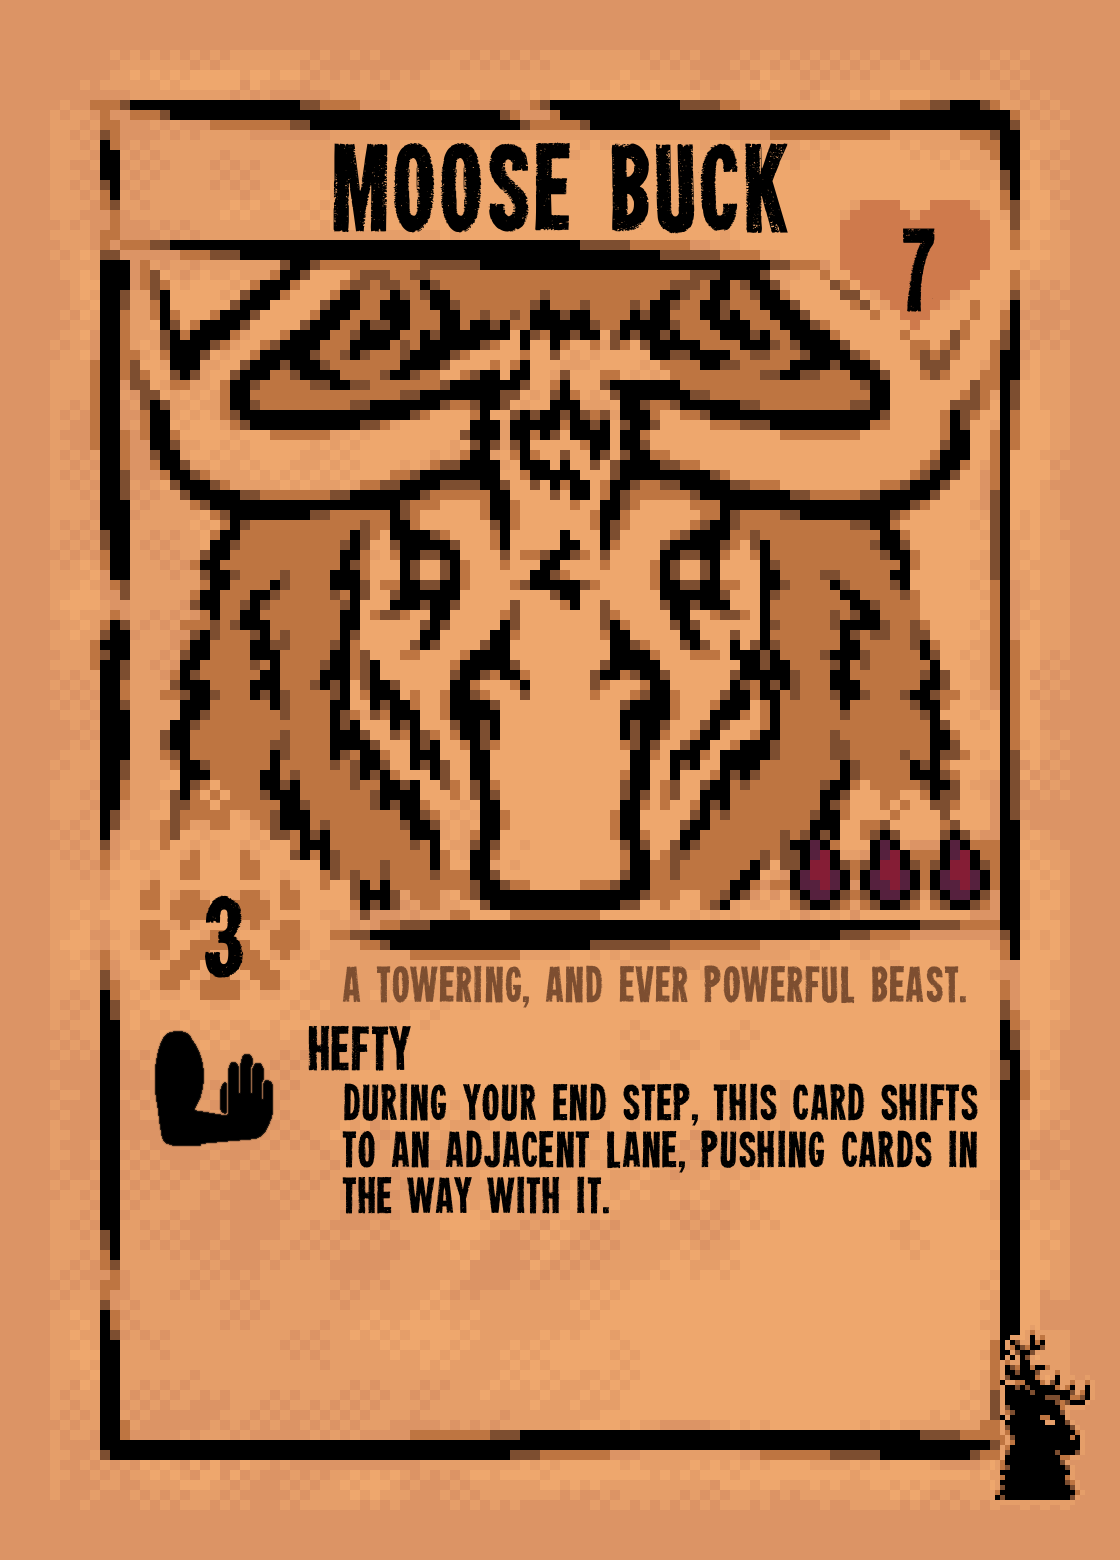 MOOSE BUCK
7
3
A TOWERING, AND EVER POWERFUL BEAST.
HEFTY
DURING YOUR END STEP, THIS CARD SHIFTS
TO AN ADJACENT LANE, PUSHING CARDS IN
THE WAY WITH IT.